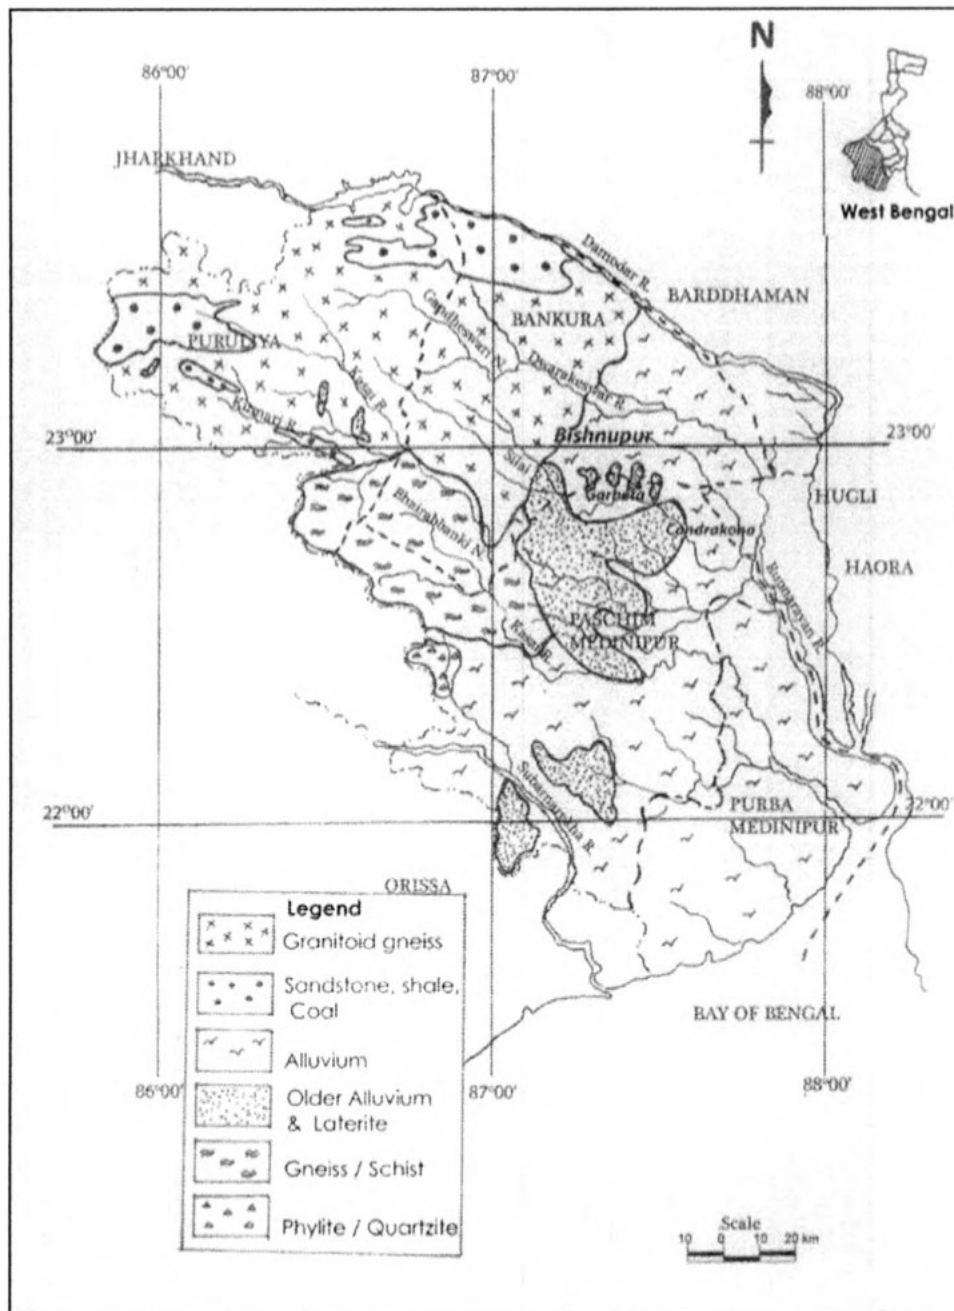 N
86°00'
87°00'
88°00'
JHARKHAND
West Bengal
Damodar R.
BARDDHAMAN
BANKURA
Gandheswari N.
PURULIYA
Dwarakeswar R.
Kasai R.
Kumari R.
Bishnupur
23°00'
23°00'
Silai R.
Garbeta
HUGLI
Bhairabbanki N.
Candrakona
HAORA
Rupnarayan R.
PASCHIM
MEDINIPUR
Kasai R.
Subarnarekha R.
PURBA
MEDINIPUR
22°00'
22°00'
ORISSA
Legend
Granitoid gneiss
Sandstone, shale,
Coal
Alluvium
Older Alluvium
& Laterite
Gneiss / Schist
Phylite / Quartzite
BAY OF BENGAL
86°00'
87°00'
88°00'
Scale
10 0 10 20 km